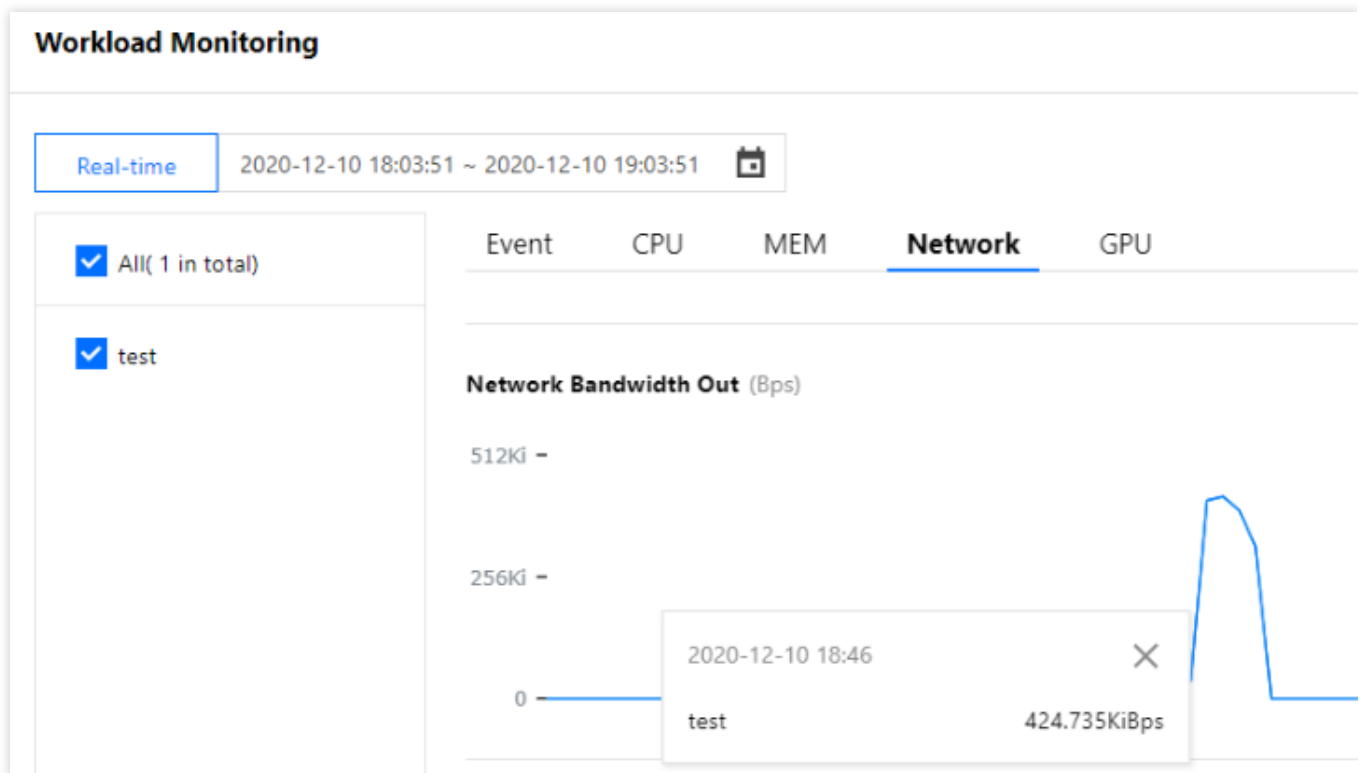 Workload Monitoring
Real-time 2020-12-10 18:03:51 ~ 2020-12-10 19:03:51
All( 1 in total)
test
Event CPU MEM Network GPU
Network Bandwidth Out (Bps)
512Ki
256Ki
0
2020-12-10 18:46
test 424.735KiBps